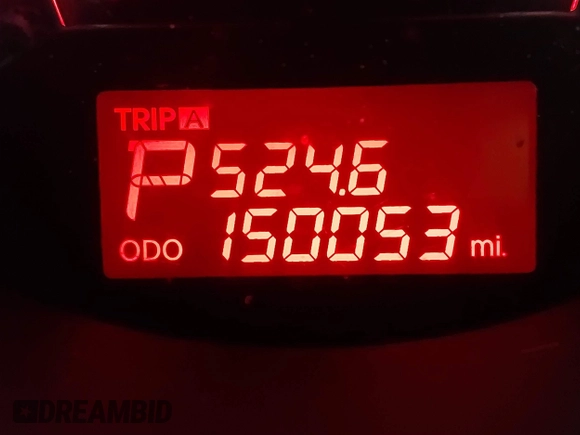 TRIP A
P 524.6
ODO 150053 mi.
DREAMBID